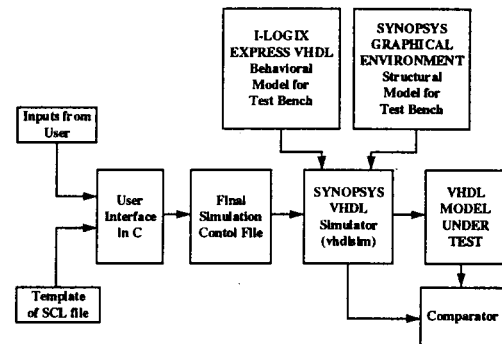 I-LOGIX
EXPRESS VHDL
Behavioral
Model for
Test Bench
SYNOPSYS
GRAPHICAL
ENVIRONMENT
Structural
Model for
Test Bench
Inputs from
User
User
Interface
in C
Final
Simulation
Contol File
SYNOPSYS
VHDL
Simulator
(vhdlsim)
VHDL
MODEL
UNDER
TEST
Template
of SCL file
Comparator